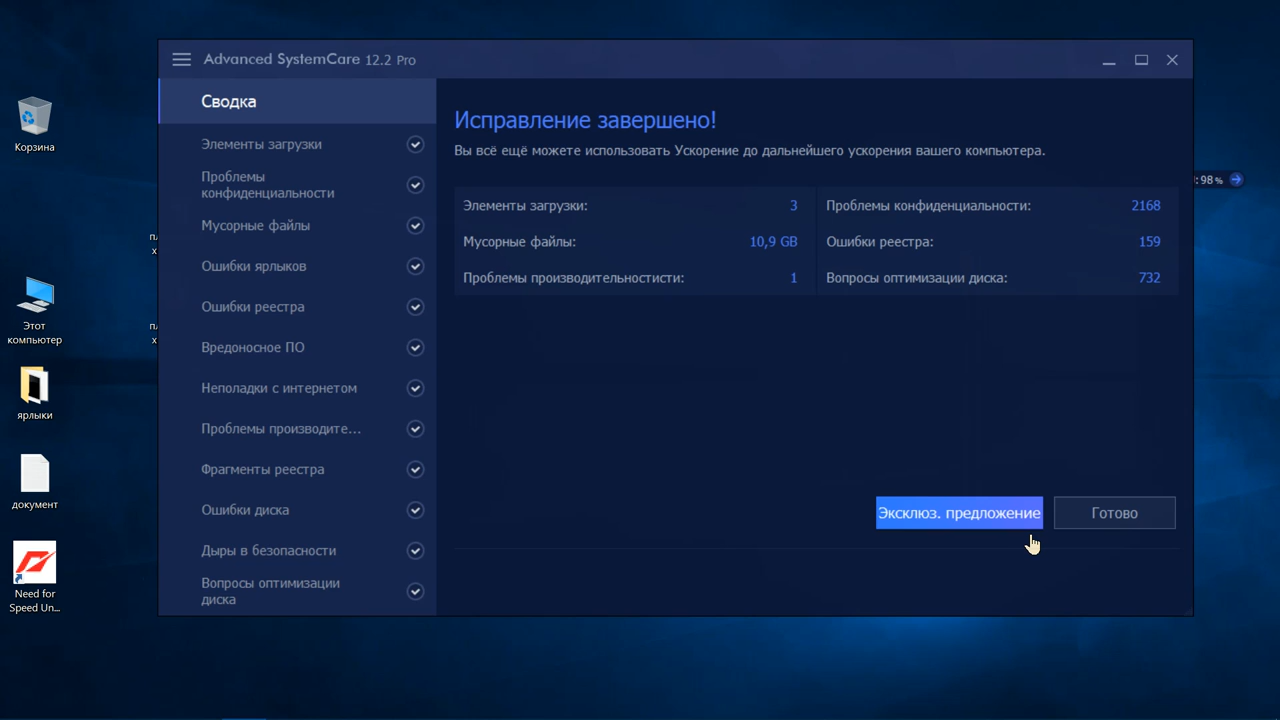 Корзина
Этот
компьютер
ярлыки
документ
Need for
Speed Un...
Advanced SystemCare 12.2 Pro
Сводка
Элементы загрузки
Проблемы
конфиденциальности
Мусорные файлы
Ошибки ярлыков
Ошибки реестра
Вредоносное ПО
Неполадки с интернетом
Проблемы производите...
Фрагменты реестра
Ошибки диска
Дыры в безопасности
Вопросы оптимизации
диска
Исправление завершено!
Вы всё ещё можете использовать Ускорение до дальнейшего ускорения вашего компьютера.
Элементы загрузки: 3
Проблемы конфиденциальности: 2168
Мусорные файлы: 10,9 GB
Ошибки реестра: 159
Проблемы производительностисти: 1
Вопросы оптимизации диска: 732
Эксклюз. предложение
Готово
98%